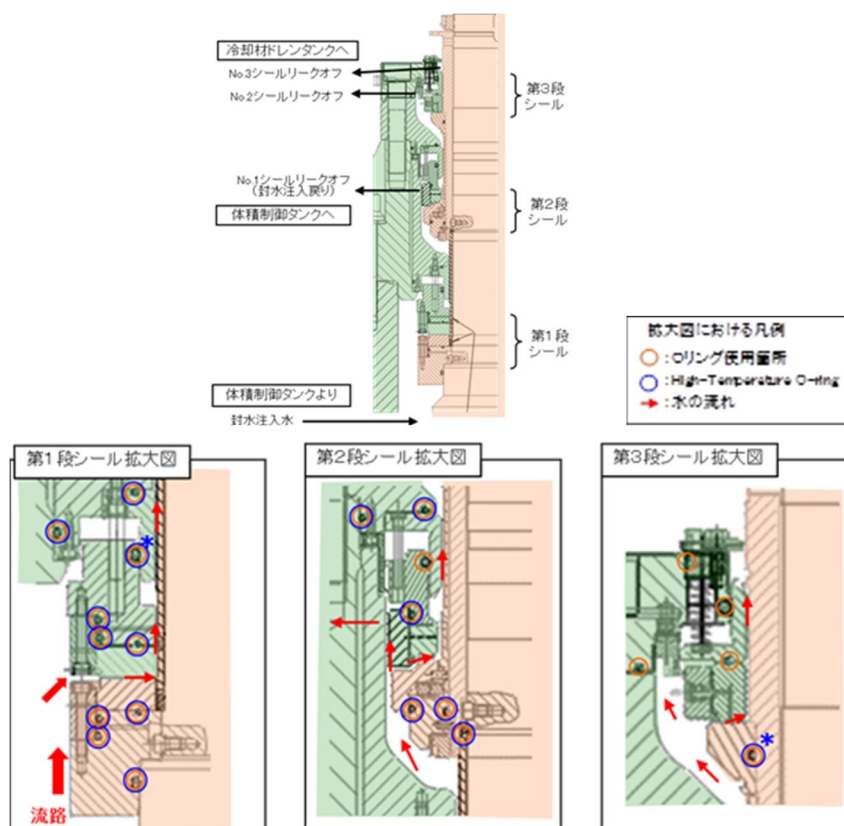 冷却材ドレンタンクへ
No.3シールリークオフ
No.2シールリークオフ
第3段
シール
No.1シールリークオフ
(封水注入戻り)
体積制御タンクへ
第2段
シール
第1段
シール
体積制御タンクより
封水注入水
拡大図における凡例
:Oリング使用箇所
:High-Temperature O-ring
:水の流れ
第1段シール拡大図
*
流路
第2段シール拡大図
第3段シール拡大図
*